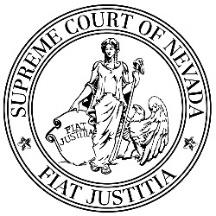 SUPREME COURT OF NEVADA
FIAT
JUSTITIA
FIAT JUSTITIA